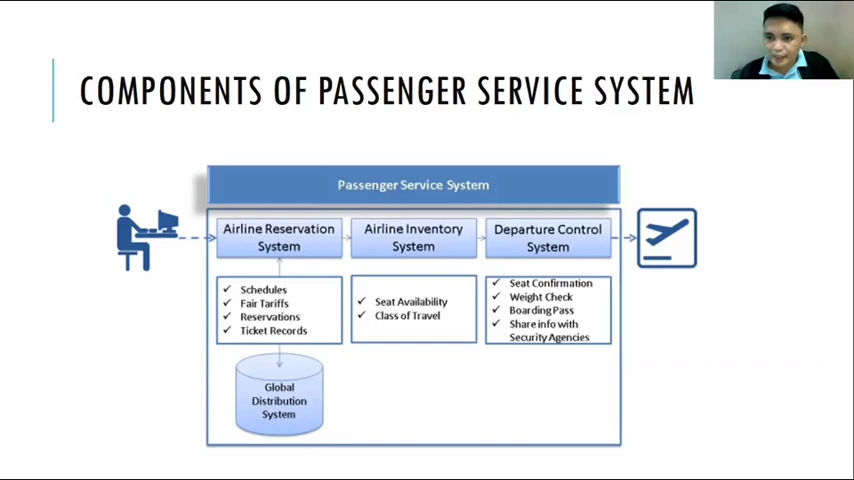 COMPONENTS OF PASSENGER SERVICE SYSTEM
Passenger Service System
Airline Reservation
System
Airline Inventory
System
Departure Control
System
Schedules
Fair Tariffs
Reservations
Ticket Records
Seat Availability
Class of Travel
Seat Confirmation
Weight Check
Boarding Pass
Share info with
Security Agencies
Global
Distribution
System